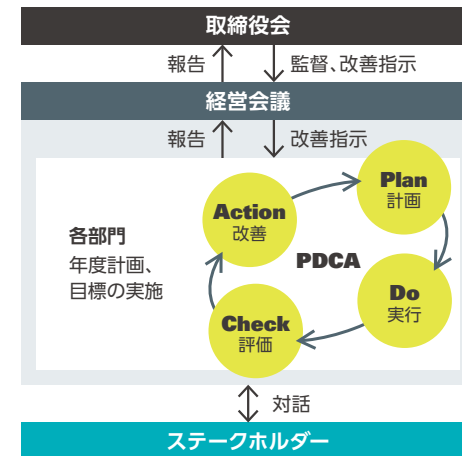 取締役会
報告
監督、改善指示
経営会議
報告
改善指示
Plan
計画
Action
改善
各部門
年度計画、
目標の実施
PDCA
Do
実行
Check
評価
対話
ステークホルダー